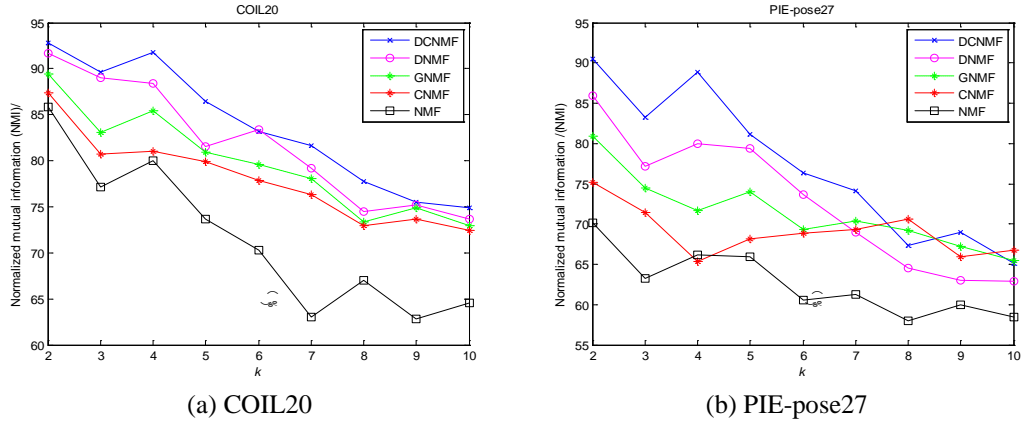 COIL20
95
90
85
80
75
70
65
60
Normalized mutual information (NMI)/
2 3 4 5 6 7 8 9 10
k
DCNMF
DNMF
GNMF
CNMF
NMF
(a) COIL20
PIE-pose27
95
90
85
80
75
70
65
60
55
Normalized mutual information /(NMI)
2 3 4 5 6 7 8 9 10
k
DCNMF
DNMF
GNMF
CNMF
NMF
(b) PIE-pose27